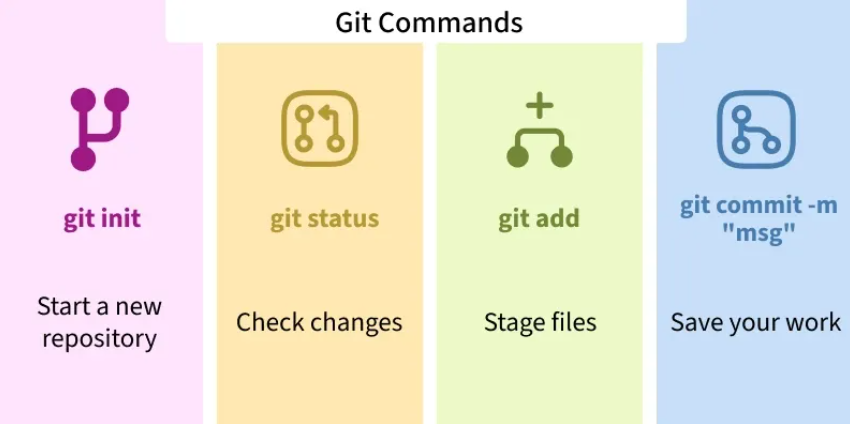 Git Commands
git init
Start a new
repository
git status
Check changes
git add
Stage files
git commit -m
"msg"
Save your work